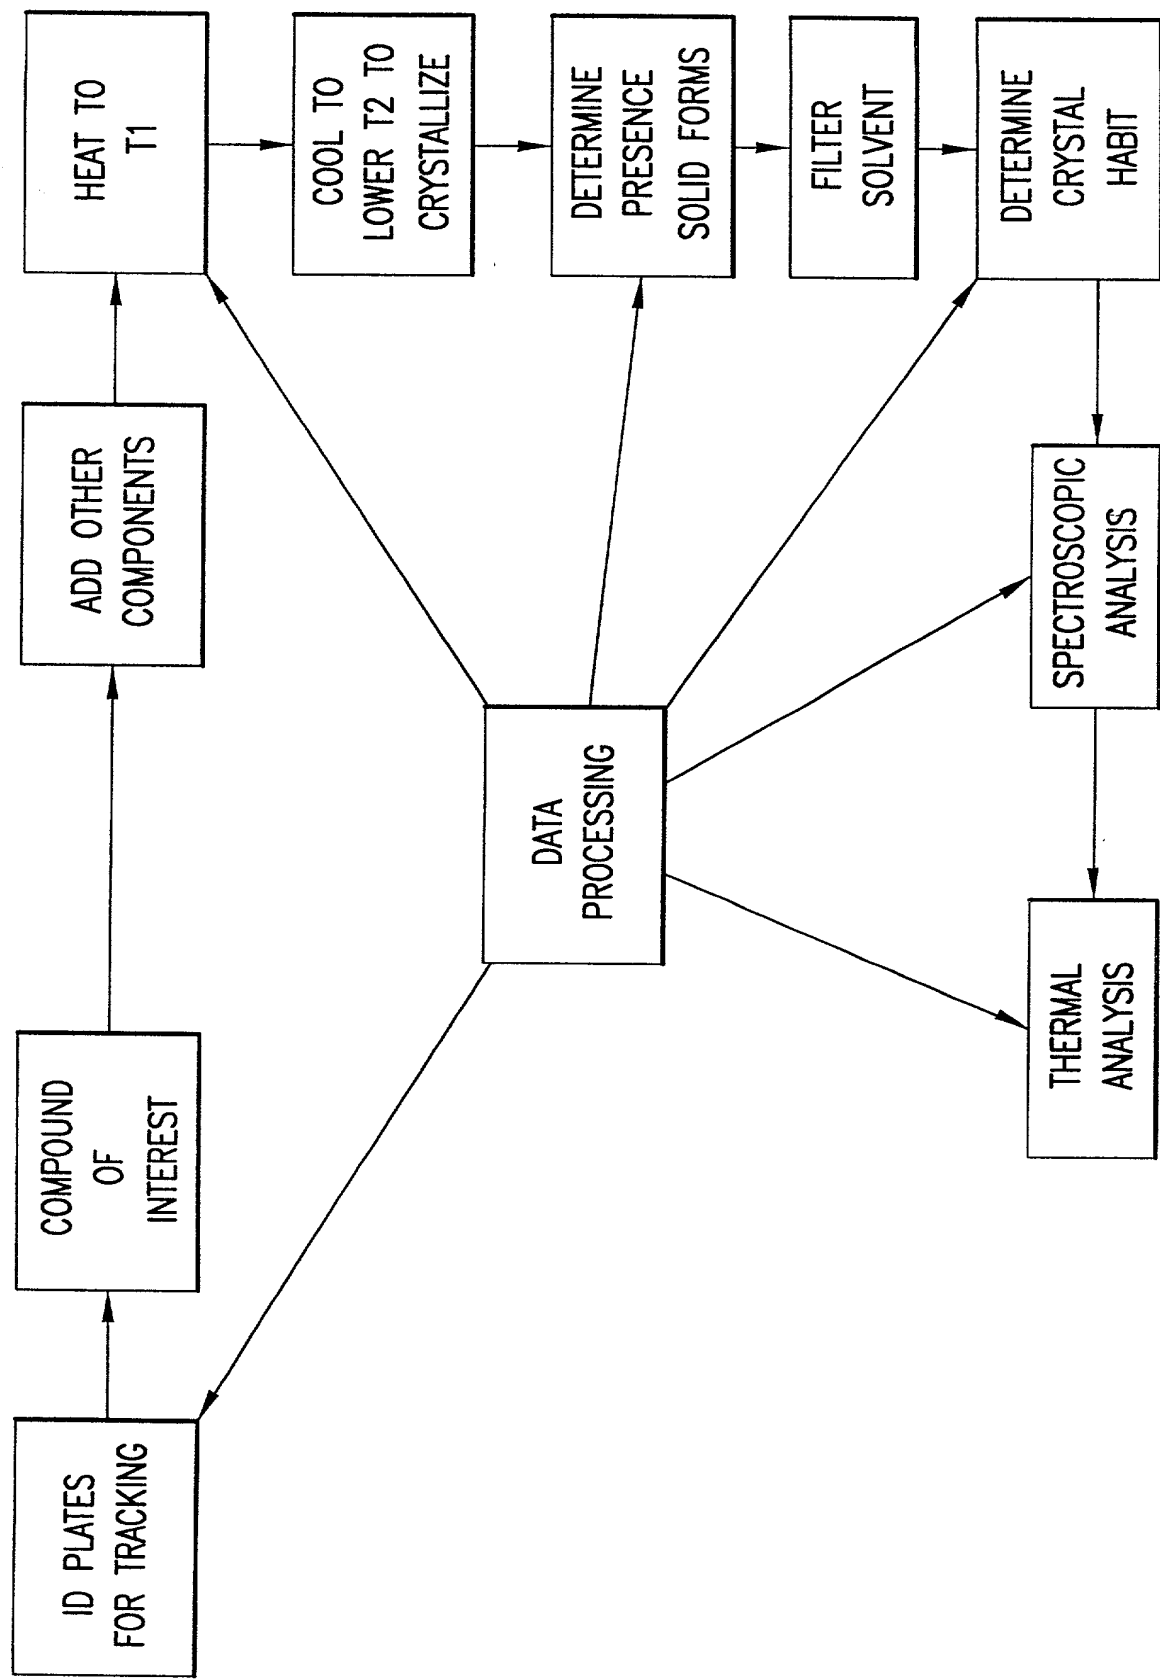 ID PLATES
FOR TRACKING
COMPOUND
OF
INTEREST
ADD OTHER
COMPONENTS
HEAT TO
T1
COOL TO
LOWER T2 TO
CRYSTALLIZE
DETERMINE
PRESENCE
SOLID FORMS
FILTER
SOLVENT
DETERMINE
CRYSTAL
HABIT
SPECTROSCOPIC
ANALYSIS
THERMAL
ANALYSIS
DATA
PROCESSING